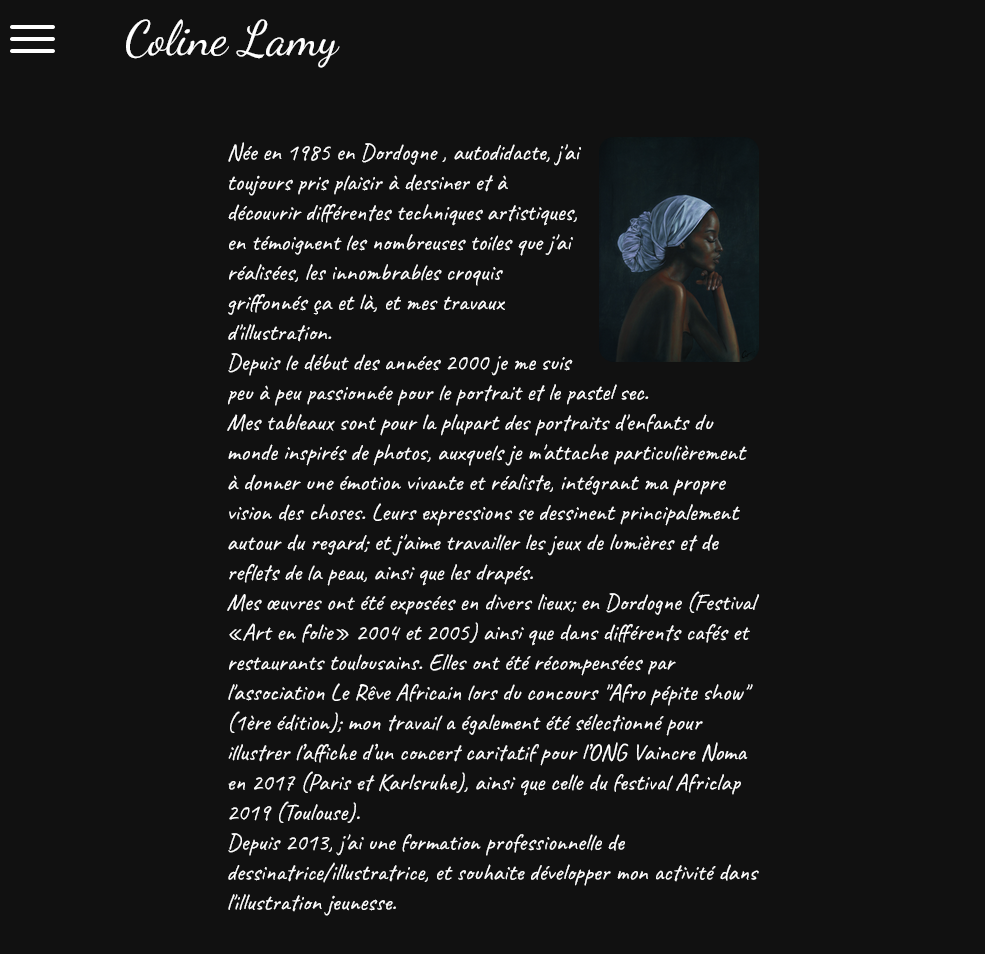 Coline Lamy
Née en 1985 en Dordogne , autodidacte, j'ai
toujours pris plaisir à dessiner et à
découvrir différentes techniques artistiques,
en témoignent les nombreuses toiles que j'ai
réalisées, les innombrables croquis
griffonnés ça et là, et mes travaux
d'illustration.
Depuis le début des années 2000 je me suis
peu à peu passionnée pour le portrait et le pastel sec.
Mes tableaux sont pour la plupart des portraits d'enfants du
monde inspirés de photos, auxquels je m'attache particulièrement
à donner une émotion vivante et réaliste, intégrant ma propre
vision des choses. Leurs expressions se dessinent principalement
autour du regard; et j'aime travailler les jeux de lumières et de
reflets de la peau, ainsi que les drapés.
Mes œuvres ont été exposées en divers lieux; en Dordogne (Festival
«Art en folie» 2004 et 2005) ainsi que dans différents cafés et
restaurants toulousains. Elles ont été récompensées par
l'association Le Rêve Africain lors du concours "Afro pépite show"
(1ère édition); mon travail a également été sélectionné pour
illustrer l’affiche d’un concert caritatif pour l’ONG Vaincre Noma
en 2017 (Paris et Karlsruhe), ainsi que celle du festival Africlap
2019 (Toulouse).
Depuis 2013, j'ai une formation professionnelle de
dessinatrice/illustratrice, et souhaite développer mon activité dans
l'illustration jeunesse.